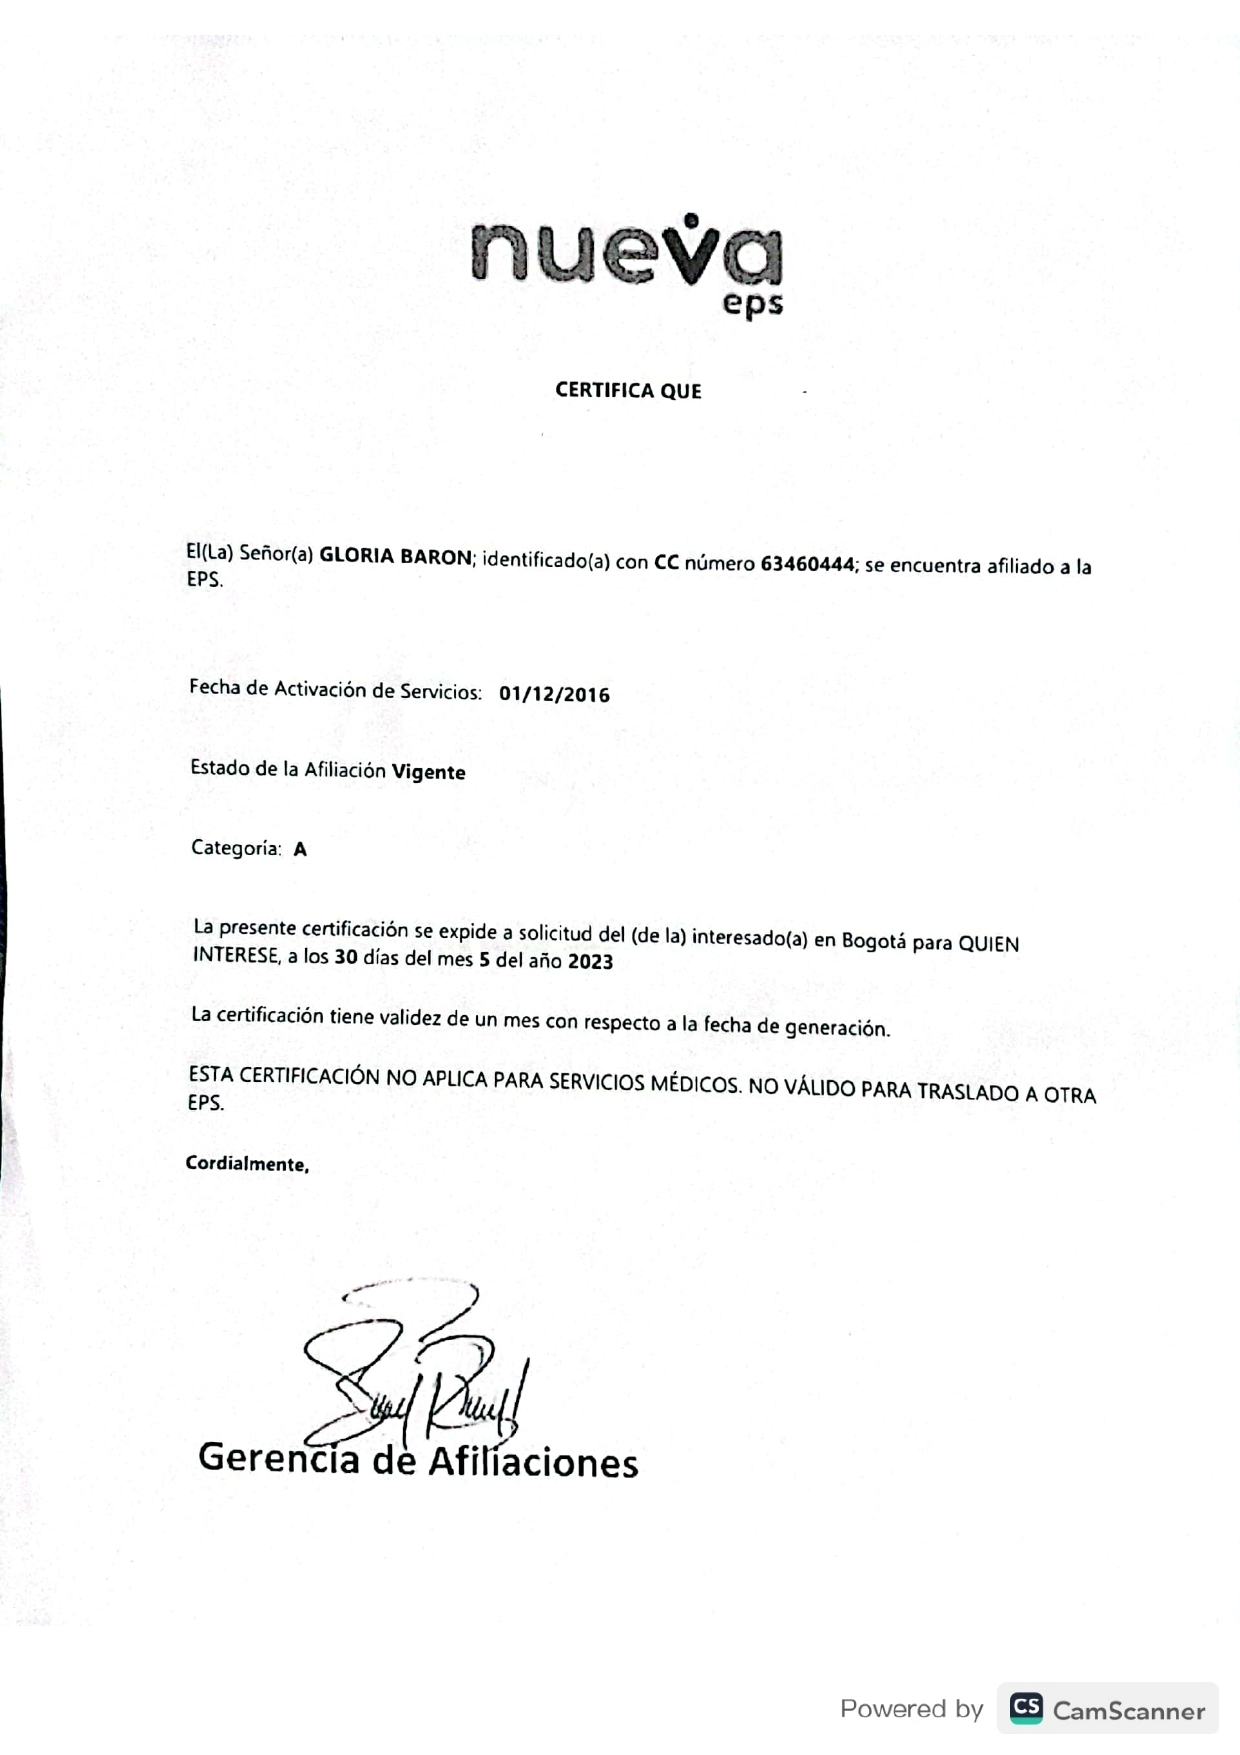 nueva
eps
CERTIFICA QUE
El(La) Señor(a) GLORIA BARON; identificado(a) con CC número 63460444; se encuentra afiliado a la
EPS.
Fecha de Activación de Servicios: 01/12/2016
Estado de la Afiliación Vigente
Categoría: A
La presente certificación se expide a solicitud del (de la) interesado(a) en Bogotá para QUIEN
INTERESE, a los 30 días del mes 5 del año 2023
La certificación tiene validez de un mes con respecto a la fecha de generación.
ESTA CERTIFICACIÓN NO APLICA PARA SERVICIOS MÉDICOS. NO VÁLIDO PARA TRASLADO A OTRA
EPS.
Cordialmente,
Gerencia de Afiliaciones
Powered by CS CamScanner